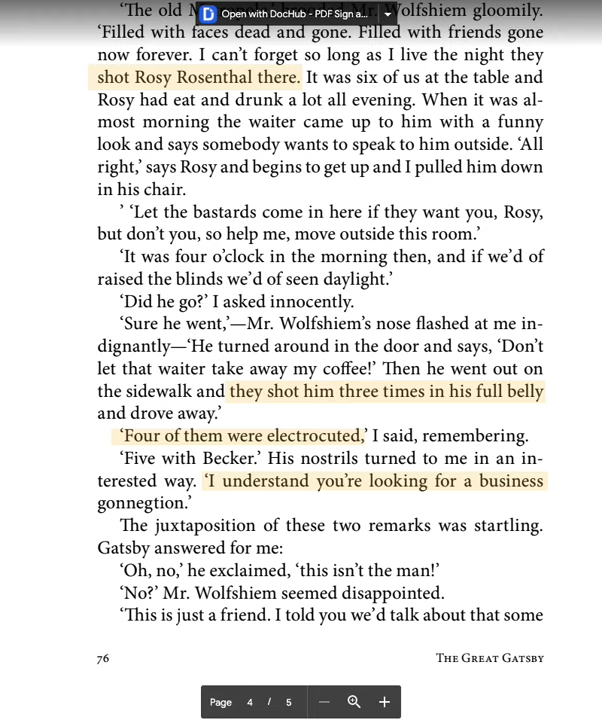 ‘The old M Mr. Wolfshiem gloomily.
Open with DocHub - PDF Sign a...
‘Filled with faces dead and gone. Filled with friends gone
now forever. I can’t forget so long as I live the night they
shot Rosy Rosenthal there. It was six of us at the table and
Rosy had eat and drunk a lot all evening. When it was al-
most morning the waiter came up to him with a funny
look and says somebody wants to speak to him outside. ‘All
right,’ says Rosy and begins to get up and I pulled him down
in his chair.
’ ‘Let the bastards come in here if they want you, Rosy,
but don’t you, so help me, move outside this room.’
‘It was four o’clock in the morning then, and if we’d of
raised the blinds we’d of seen daylight.’
‘Did he go?’ I asked innocently.
‘Sure he went,’—Mr. Wolfshiem’s nose flashed at me in-
dignantly—‘He turned around in the door and says, ‘Don’t
let that waiter take away my coffee!’ Then he went out on
the sidewalk and they shot him three times in his full belly
and drove away.’
‘Four of them were electrocuted,’ I said, remembering.
‘Five with Becker.’ His nostrils turned to me in an in-
terested way. ‘I understand you’re looking for a business
gonnegtion.’
The juxtaposition of these two remarks was startling.
Gatsby answered for me:
‘Oh, no,’ he exclaimed, ‘this isn’t the man!’
‘No?’ Mr. Wolfshiem seemed disappointed.
‘This is just a friend. I told you we’d talk about that some
76 The Great Gatsby
Page 4 / 5